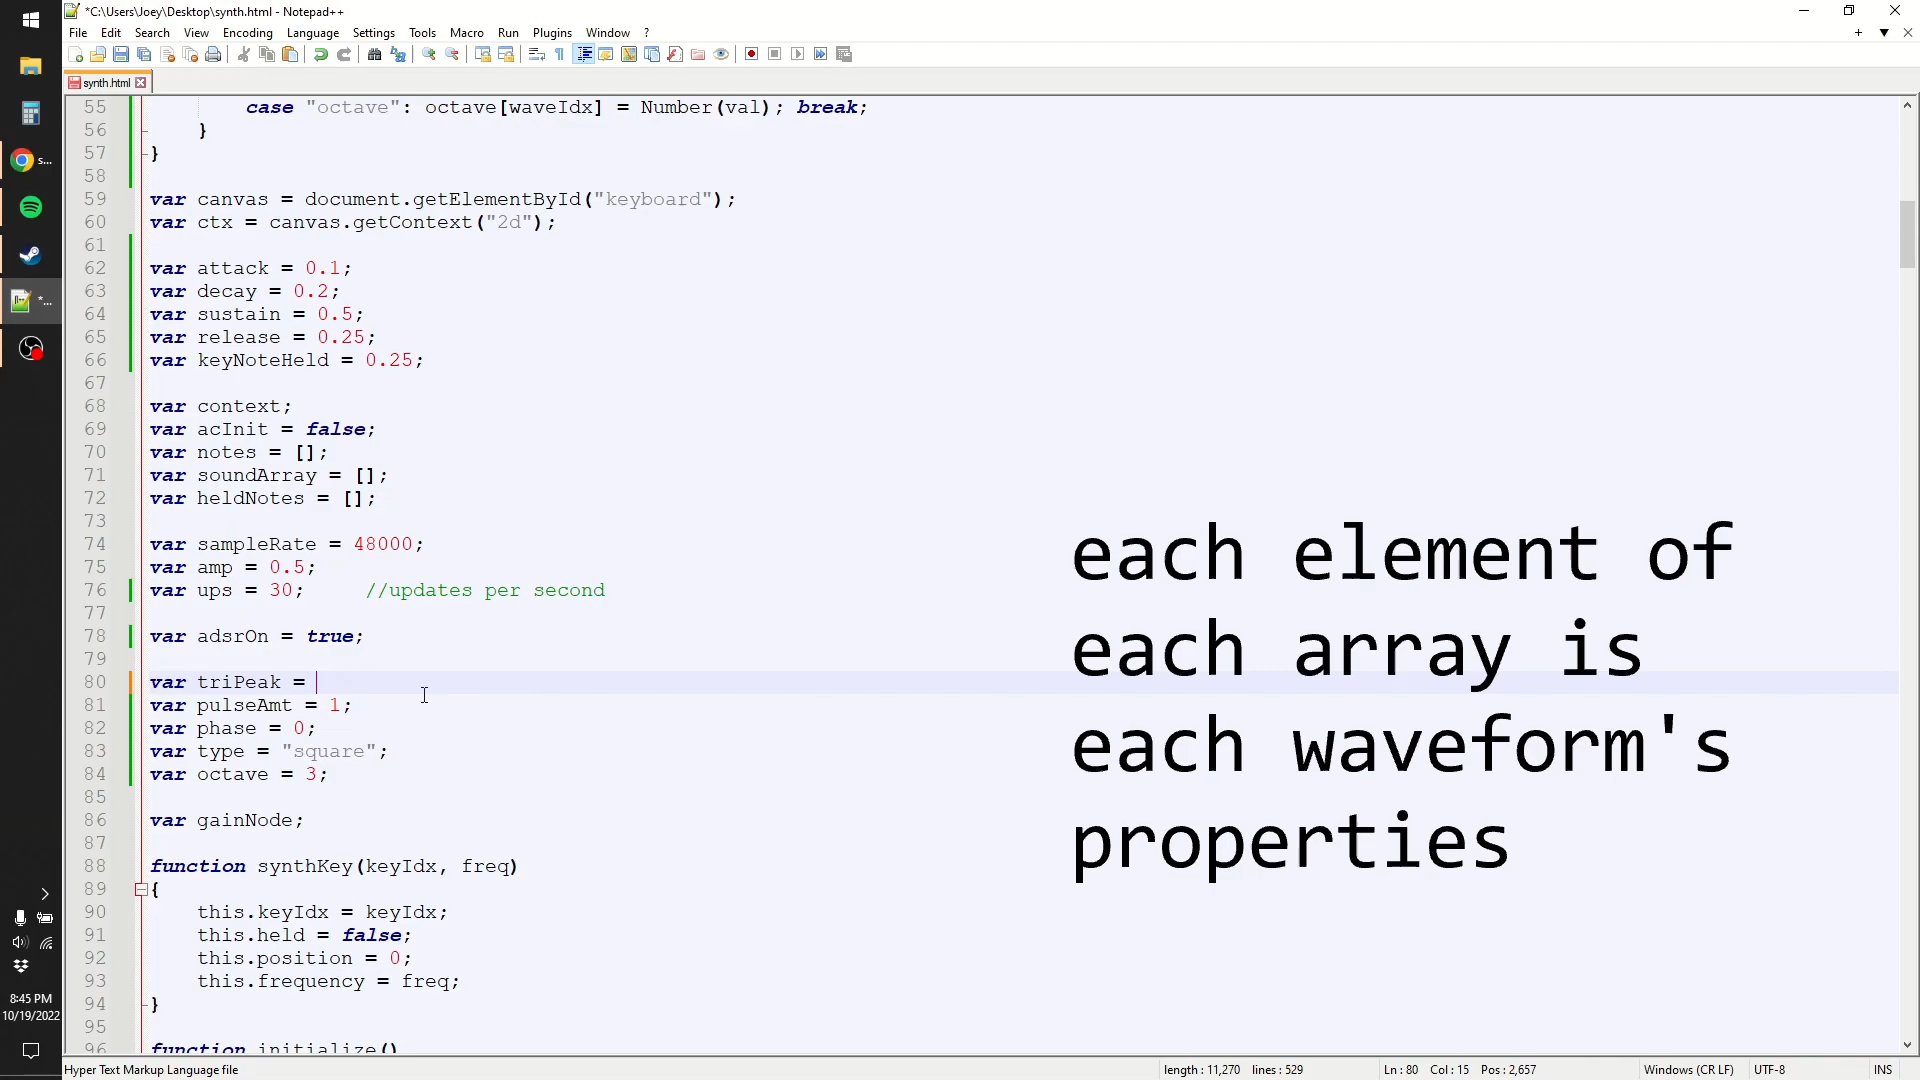 *C:\Users\Joey\Desktop\synth.html - Notepad++
File Edit Search View Encoding Language Settings Tools Macro Run Plugins Window ?
synth.html
55 case "octave": octave[waveIdx] = Number(val); break;
56 }
57 }
58
59 var canvas = document.getElementById("keyboard");
60 var ctx = canvas.getContext("2d");
61
62 var attack = 0.1;
63 var decay = 0.2;
64 var sustain = 0.5;
65 var release = 0.25;
66 var keyNoteHeld = 0.25;
67
68 var context;
69 var acInit = false;
70 var notes = [];
71 var soundArray = [];
72 var heldNotes = [];
73
74 var sampleRate = 48000;
75 var amp = 0.5;
76 var ups = 30; //updates per second
77
78 var adsrOn = true;
79
80 var triPeak =
81 var pulseAmt = 1;
82 var phase = 0;
83 var type = "square";
84 var octave = 3;
85
86 var gainNode;
87
88 function synthKey(keyIdx, freq)
89 {
90 this.keyIdx = keyIdx;
91 this.held = false;
92 this.position = 0;
93 this.frequency = freq;
94 }
95
96 function initialize()
each element of
each array is
each waveform's
properties
s...
*...
8:45 PM
10/19/2022
Hyper Text Markup Language file
length : 11,270 lines : 529
Ln : 80 Col : 15 Pos : 2,657
Windows (CR LF)
UTF-8
INS